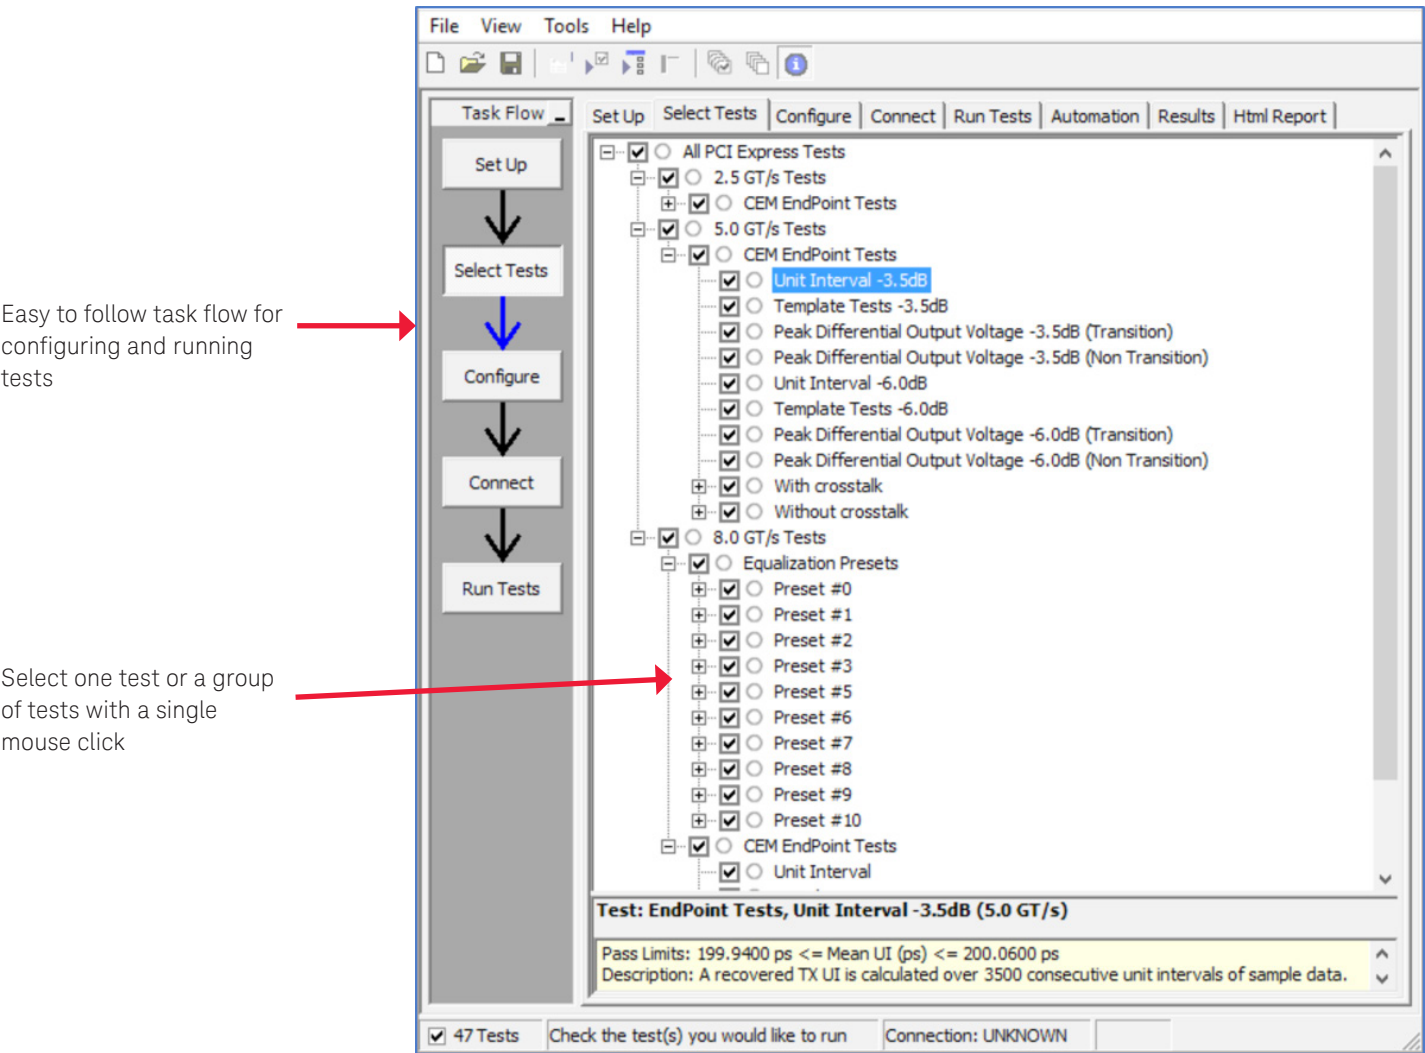 File View Tools Help
Task Flow
Set Up Select Tests Configure Connect Run Tests Automation Results Html Report
Set Up
Select Tests
Configure
Connect
Run Tests
All PCI Express Tests
2.5 GT/s Tests
CEM EndPoint Tests
5.0 GT/s Tests
CEM EndPoint Tests
Unit Interval -3.5dB
Template Tests -3.5dB
Peak Differential Output Voltage -3.5dB (Transition)
Peak Differential Output Voltage -3.5dB (Non Transition)
Unit Interval -6.0dB
Template Tests -6.0dB
Peak Differential Output Voltage -6.0dB (Transition)
Peak Differential Output Voltage -6.0dB (Non Transition)
With crosstalk
Without crosstalk
8.0 GT/s Tests
Equalization Presets
Preset #0
Preset #1
Preset #2
Preset #3
Preset #5
Preset #6
Preset #7
Preset #8
Preset #9
Preset #10
CEM EndPoint Tests
Unit Interval
Test: EndPoint Tests, Unit Interval -3.5dB (5.0 GT/s)
Pass Limits: 199.9400 ps <= Mean UI (ps) <= 200.0600 ps
Description: A recovered TX UI is calculated over 3500 consecutive unit intervals of sample data.
47 Tests Check the test(s) you would like to run Connection: UNKNOWN
Easy to follow task flow for
configuring and running
tests
Select one test or a group
of tests with a single
mouse click